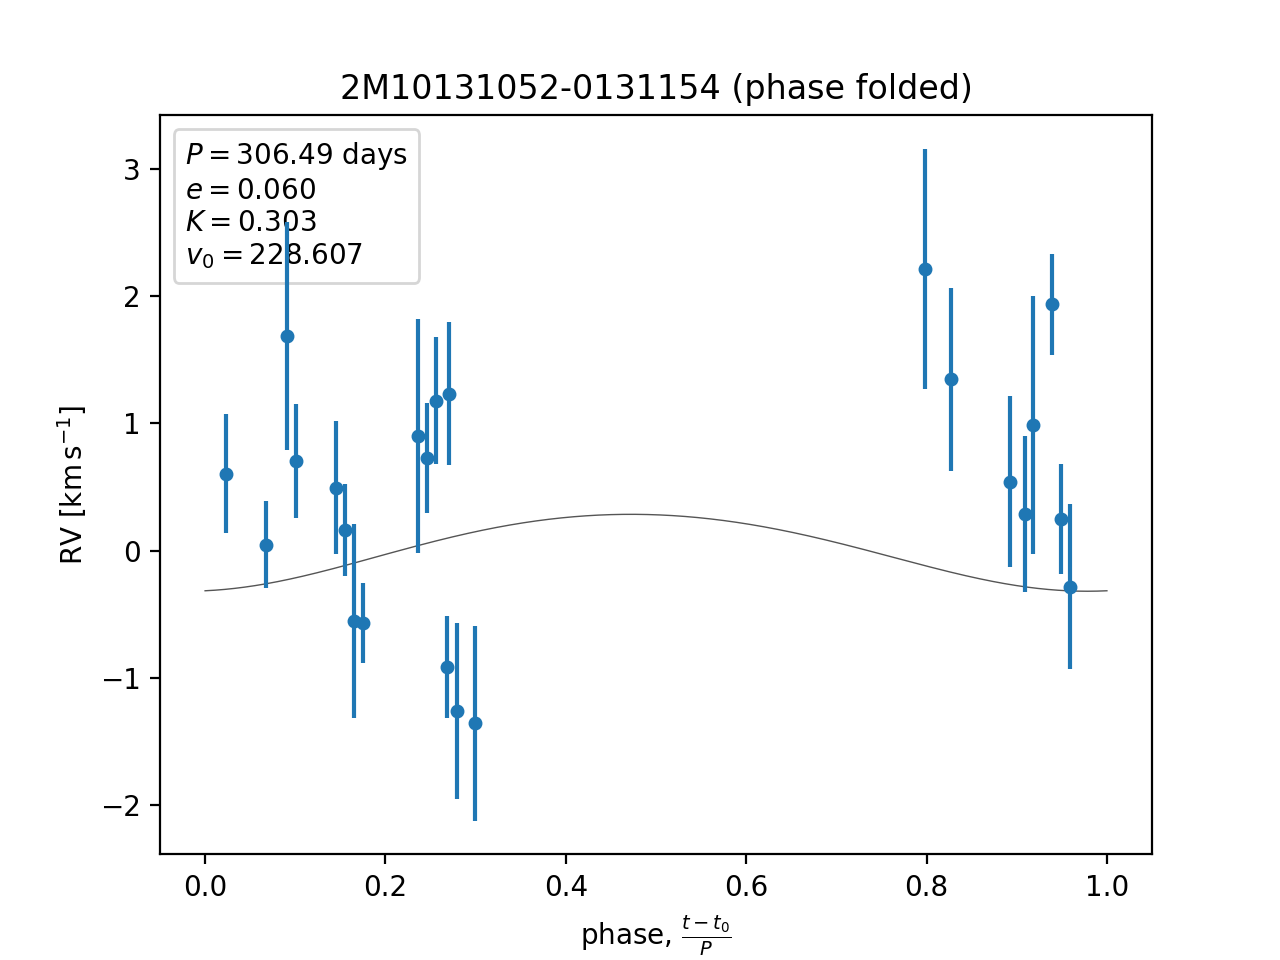 2M10131052-0131154 (phase folded)
P = 306.49 days
e = 0.060
K = 0.303
v₀ = 228.607
3
2
1
0
−1
−2
RV [km s⁻¹]
0.0 0.2 0.4 0.6 0.8 1.0
phase, (t − t₀)/P